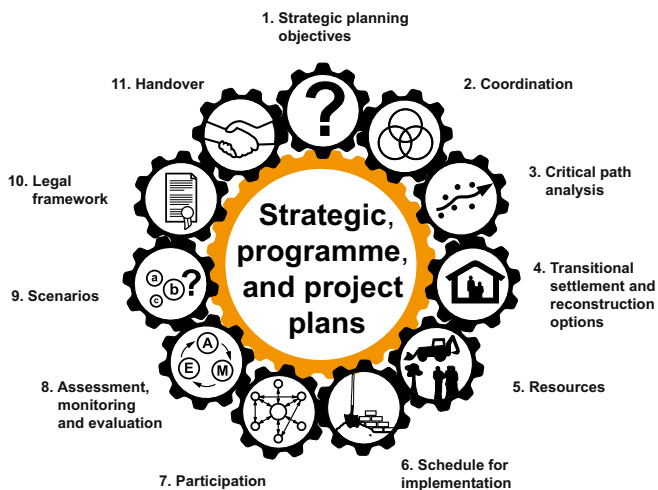 1. Strategic planning
objectives
2. Coordination
3. Critical path
analysis
4. Transitional
settlement and
reconstruction
options
5. Resources
6. Schedule for
implementation
7. Participation
8. Assessment,
monitoring
and evaluation
9. Scenarios
10. Legal
framework
11. Handover
Strategic,
programme,
and project
plans
?
a
b
c
?
A
M
E